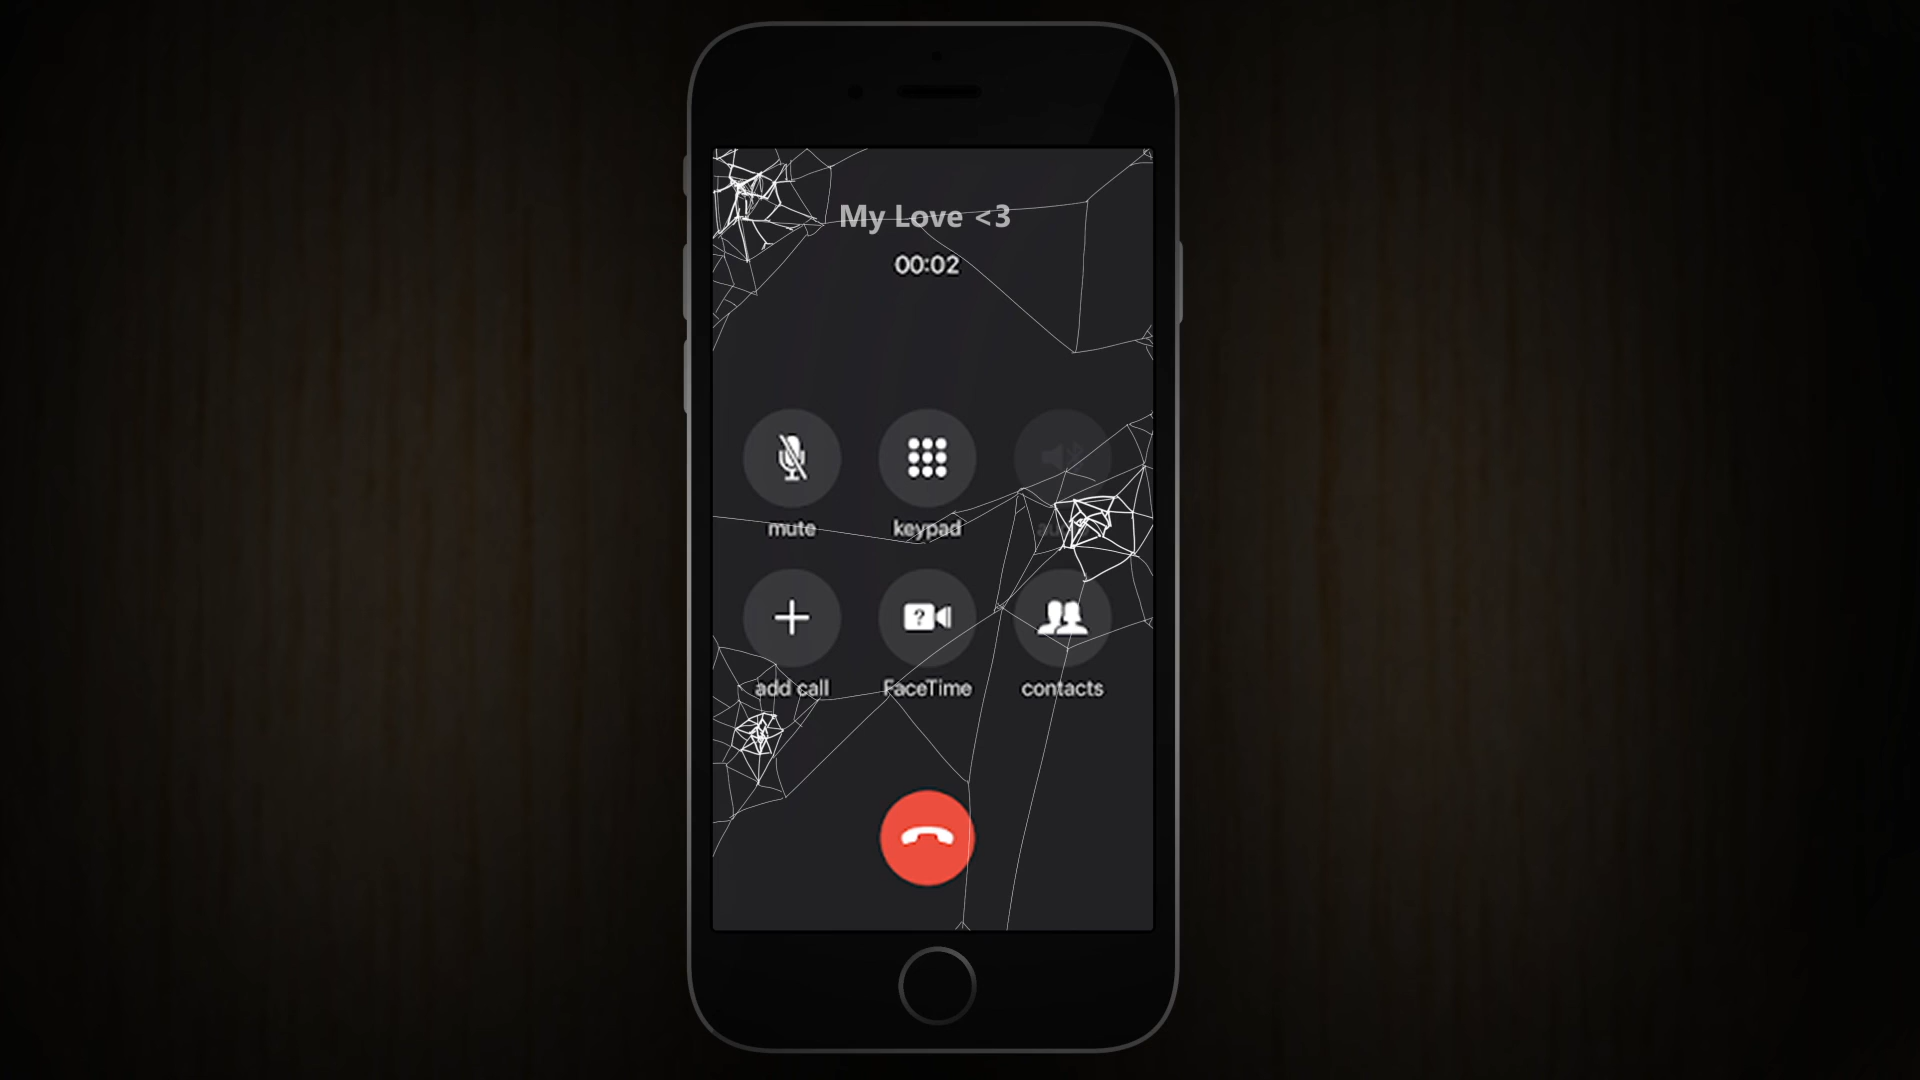 My Love <3
00:02
mute
keypad
add call
FaceTime
contacts